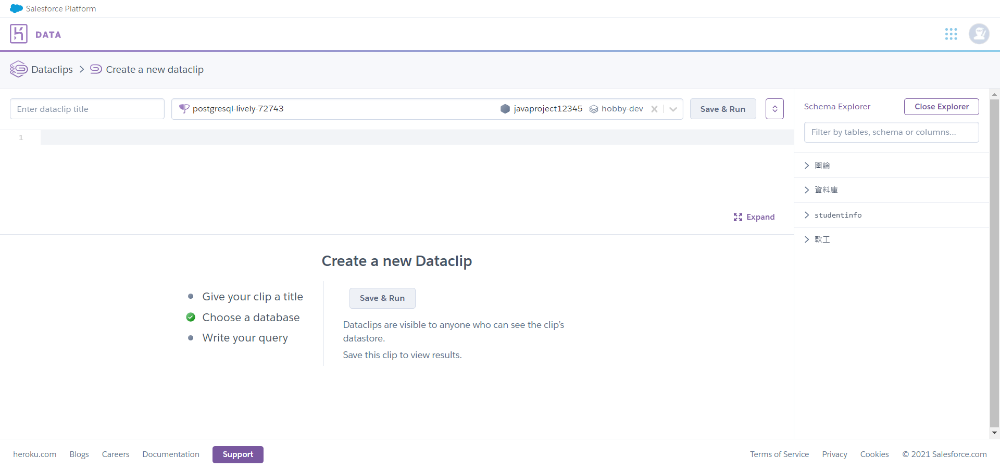 Salesforce Platform
DATA
Dataclips
Create a new dataclip
Enter dataclip title
postgresql-lively-72743
javaproject12345
hobby-dev
Save & Run
Schema Explorer
Close Explorer
Filter by tables, schema or columns...
1
圖論
資料庫
studentinfo
軟工
Expand
Create a new Dataclip
Give your clip a title
Choose a database
Write your query
Save & Run
Dataclips are visible to anyone who can see the clip’s
datastore.
Save this clip to view results.
heroku.com
Blogs
Careers
Documentation
Support
Terms of Service
Privacy
Cookies
© 2021 Salesforce.com